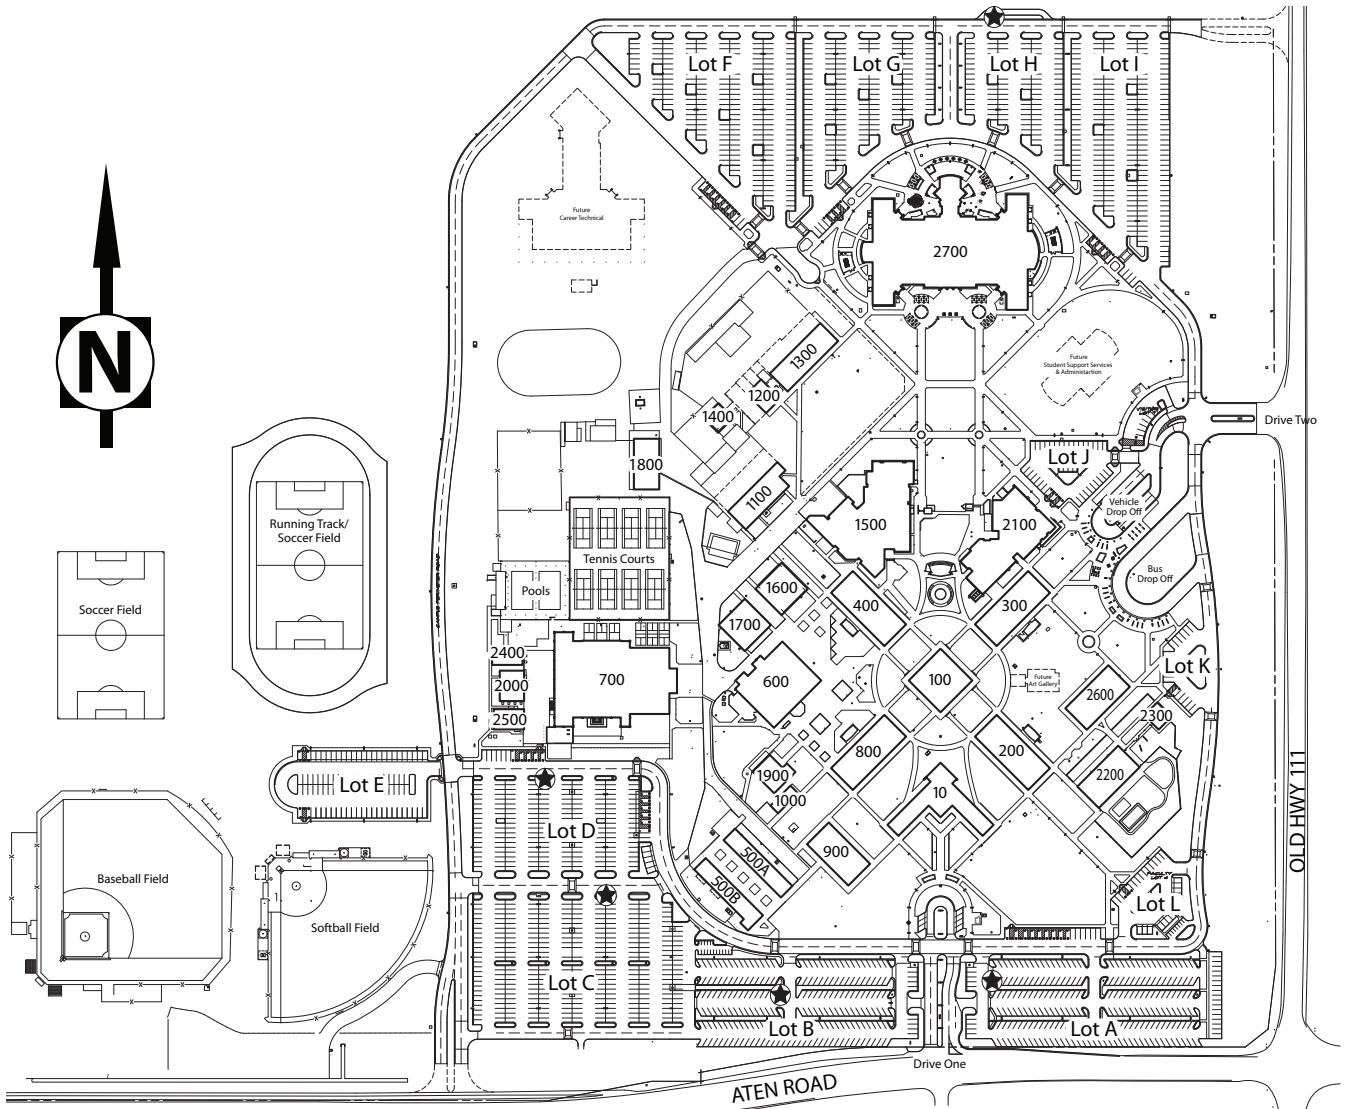 Lot F
Lot G
Lot H
Lot I
Future
Career Technical
2700
N
1300
Future
Student Support Services
& Administartion
1200
1400
Drive Two
1800
Lot J
1100
Vehicle
Drop Off
Running Track/
Soccer Field
1500
2100
Tennis Courts
Bus
Drop Off
Soccer Field
Pools
1600
400
300
1700
2400
Lot K
700
600
100
Future
Art Gallery
2000
2600
2500
2300
800
200
1900
2200
Lot E
1000
10
OLD HWY 111
Lot D
900
500A
Baseball Field
500B
FACULTY
Lot L
Softball Field
Lot C
Lot B
Lot A
Drive One
ATEN ROAD